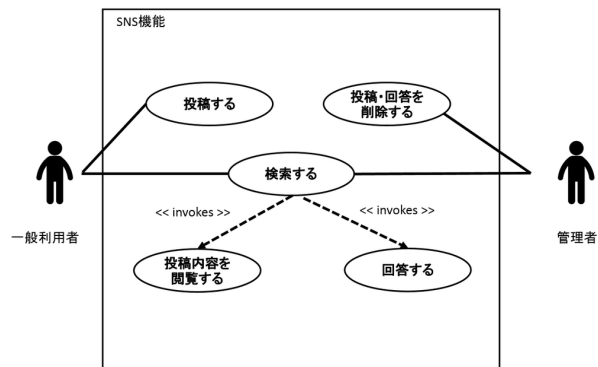 SNS機能
投稿する
投稿・回答を
削除する
検索する
<< invokes >>
<< invokes >>
一般利用者
管理者
投稿内容を
閲覧する
回答する